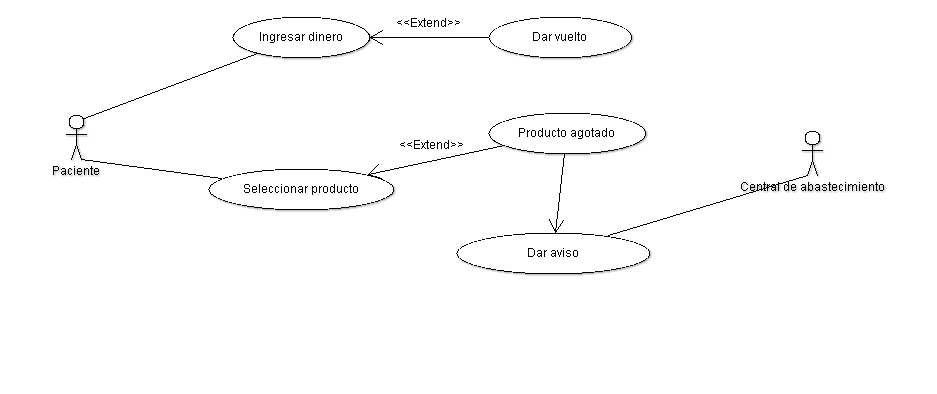 <<Extend>>
Ingresar dinero
Dar vuelto
Producto agotado
<<Extend>>
Paciente
Seleccionar producto
Central de abastecimiento
Dar aviso